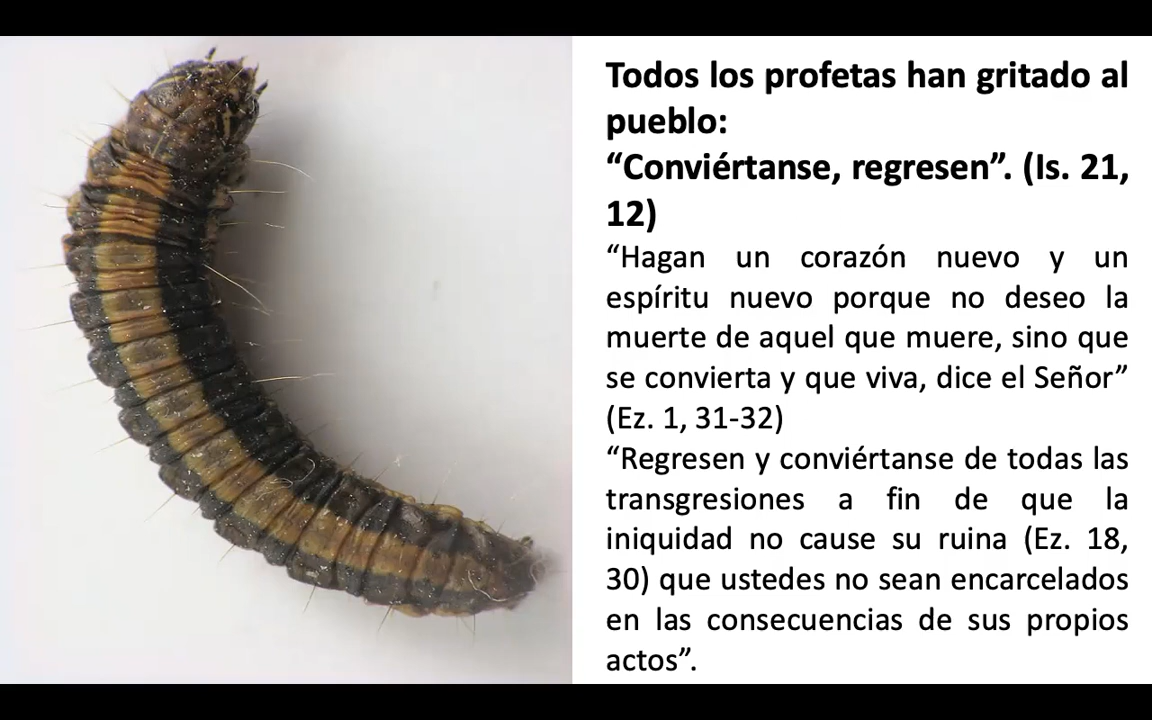 Todos los profetas han gritado al
pueblo:
“Conviértanse, regresen”. (Is. 21,
12)
“Hagan un corazón nuevo y un
espíritu nuevo porque no deseo la
muerte de aquel que muere, sino que
se convierta y que viva, dice el Señor”
(Ez. 1, 31-32)
“Regresen y conviértanse de todas las
transgresiones a fin de que la
iniquidad no cause su ruina (Ez. 18,
30) que ustedes no sean encarcelados
en las consecuencias de sus propios
actos”.